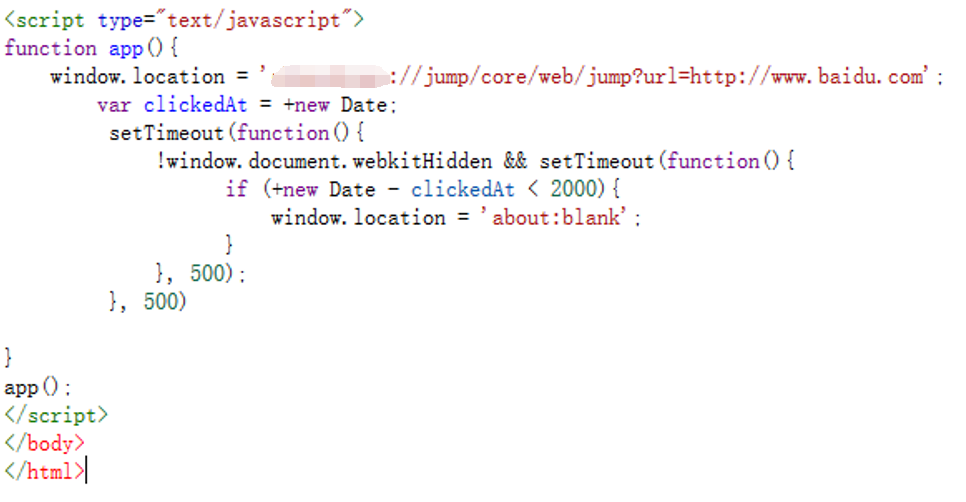 <script type="text/javascript">
function app(){
window.location = '://jump/core/web/jump?url=http://www.baidu.com';
var clickedAt = +new Date;
setTimeout(function(){
!window.document.webkitHidden && setTimeout(function(){
if (+new Date - clickedAt < 2000){
window.location = 'about:blank';
}
}, 500);
}, 500)
}
app();
</script>
</body>
</html>